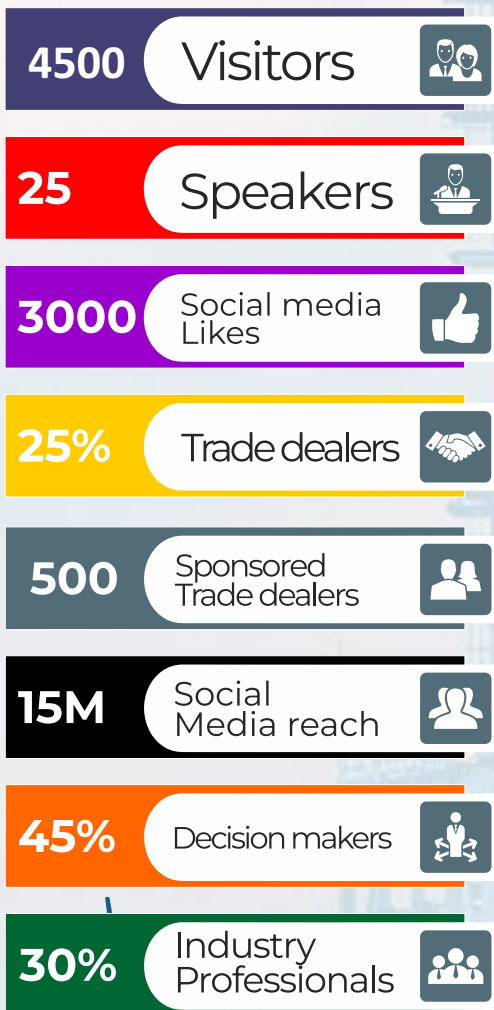 4500 Visitors
25 Speakers
3000 Social media
Likes
25% Trade dealers
500 Sponsored
Trade dealers
15M Social
Media reach
45% Decision makers
30% Industry
Professionals